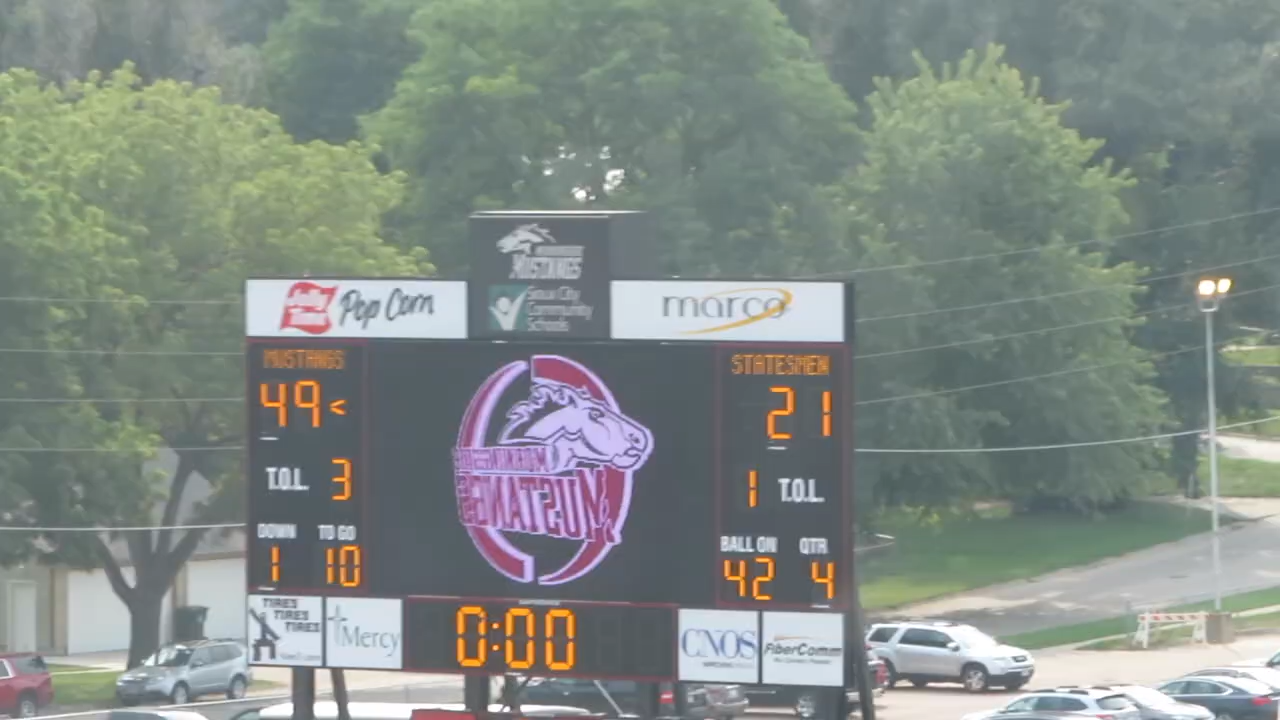 MUSTANGS
Sioux City
Community
Schools
Jolly
Time
Pop Corn
marco
MUSTANGS
49<
T.O.L. 3
DOWN TO GO
1 10
STATESMEN
21
1 T.O.L.
BALL ON QTR
42 4
TIRES
TIRES
TIRES
Mercy
0:00
CNOS
FiberComm